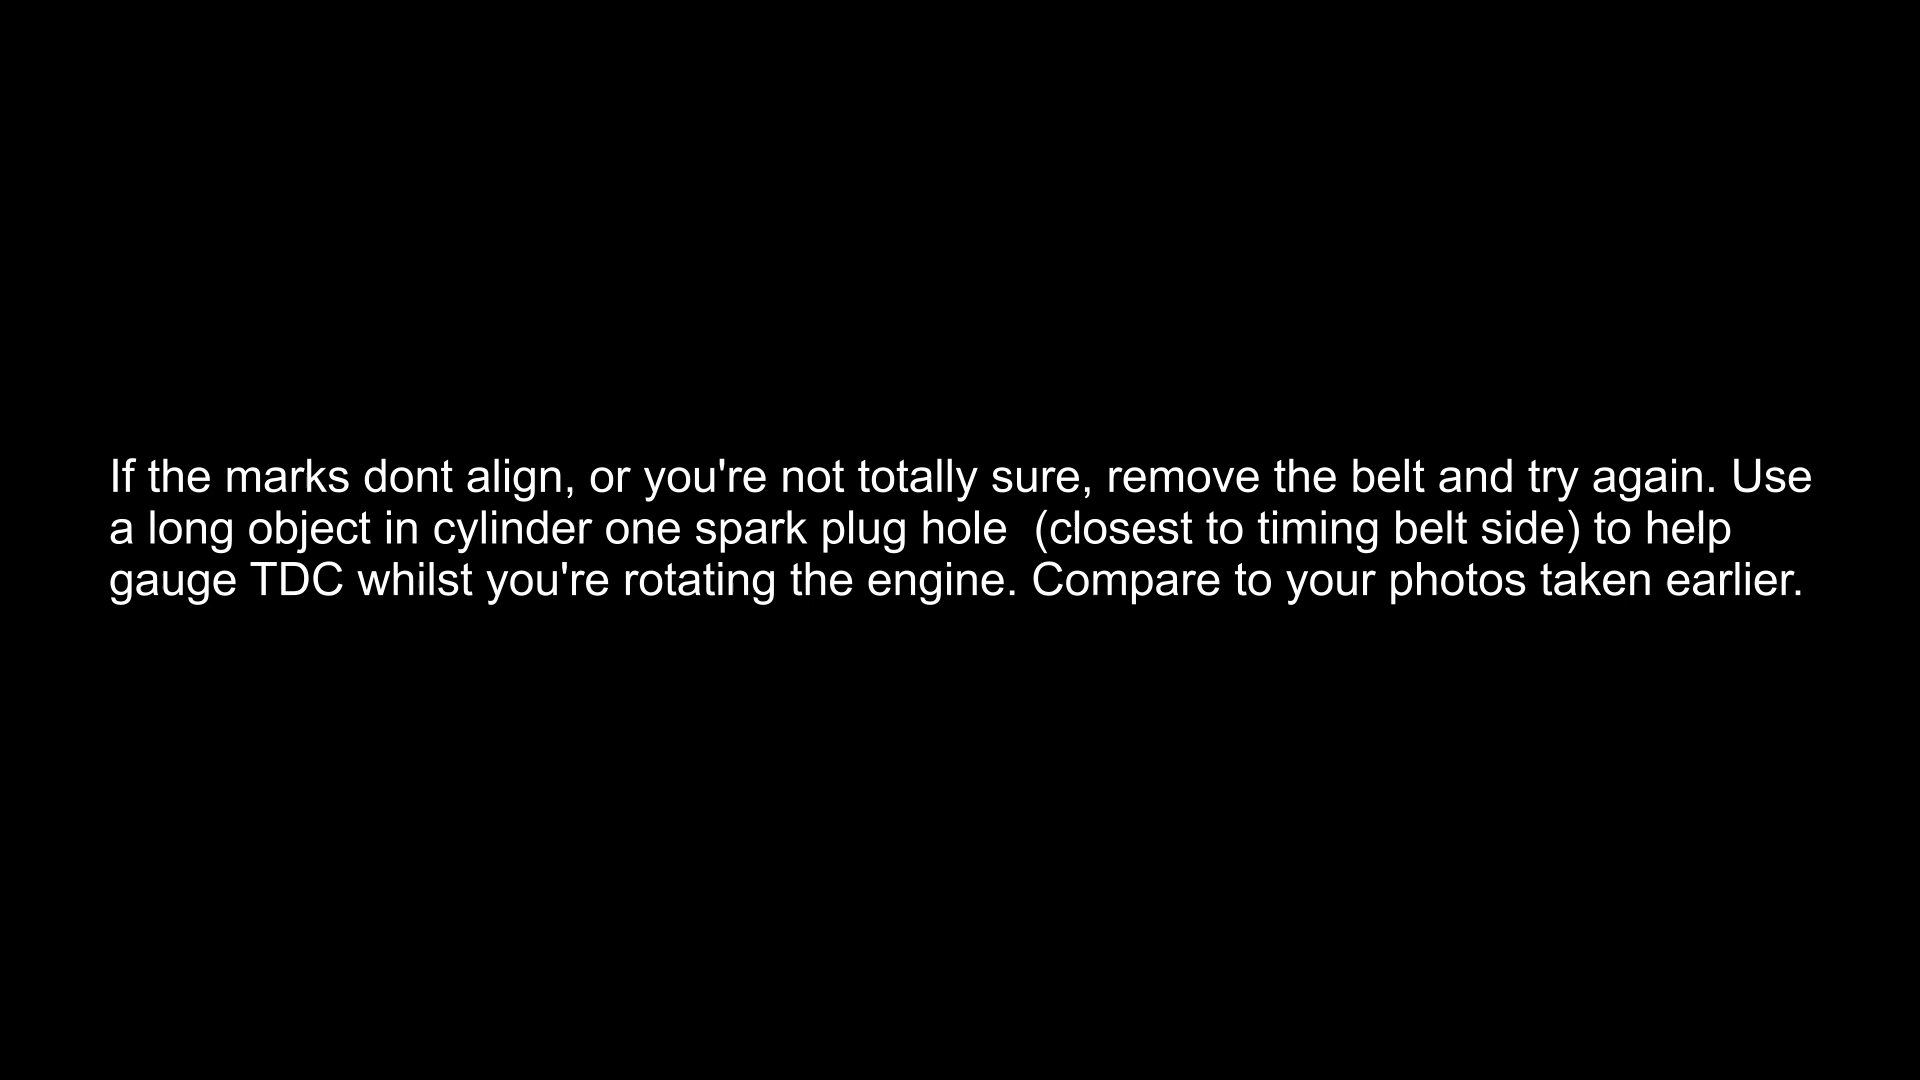 If the marks dont align, or you're not totally sure, remove the belt and try again. Use
a long object in cylinder one spark plug hole  (closest to timing belt side) to help
gauge TDC whilst you're rotating the engine. Compare to your photos taken earlier.